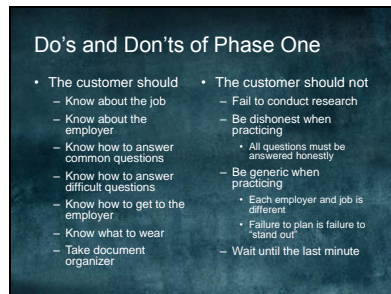 Do's and Don'ts of Phase One
• The customer should
– Know about the job
– Know about the
employer
– Know how to answer
common questions
– Know how to answer
difficult questions
– Know how to get to the
employer
– Know what to wear
– Take document
organizer
• The customer should not
– Fail to conduct research
– Be dishonest when
practicing
• All questions must be
answered honestly
– Be generic when
practicing
• Each employer and job is
different
• Failure to plan is failure to
“stand out”
– Wait until the last minute